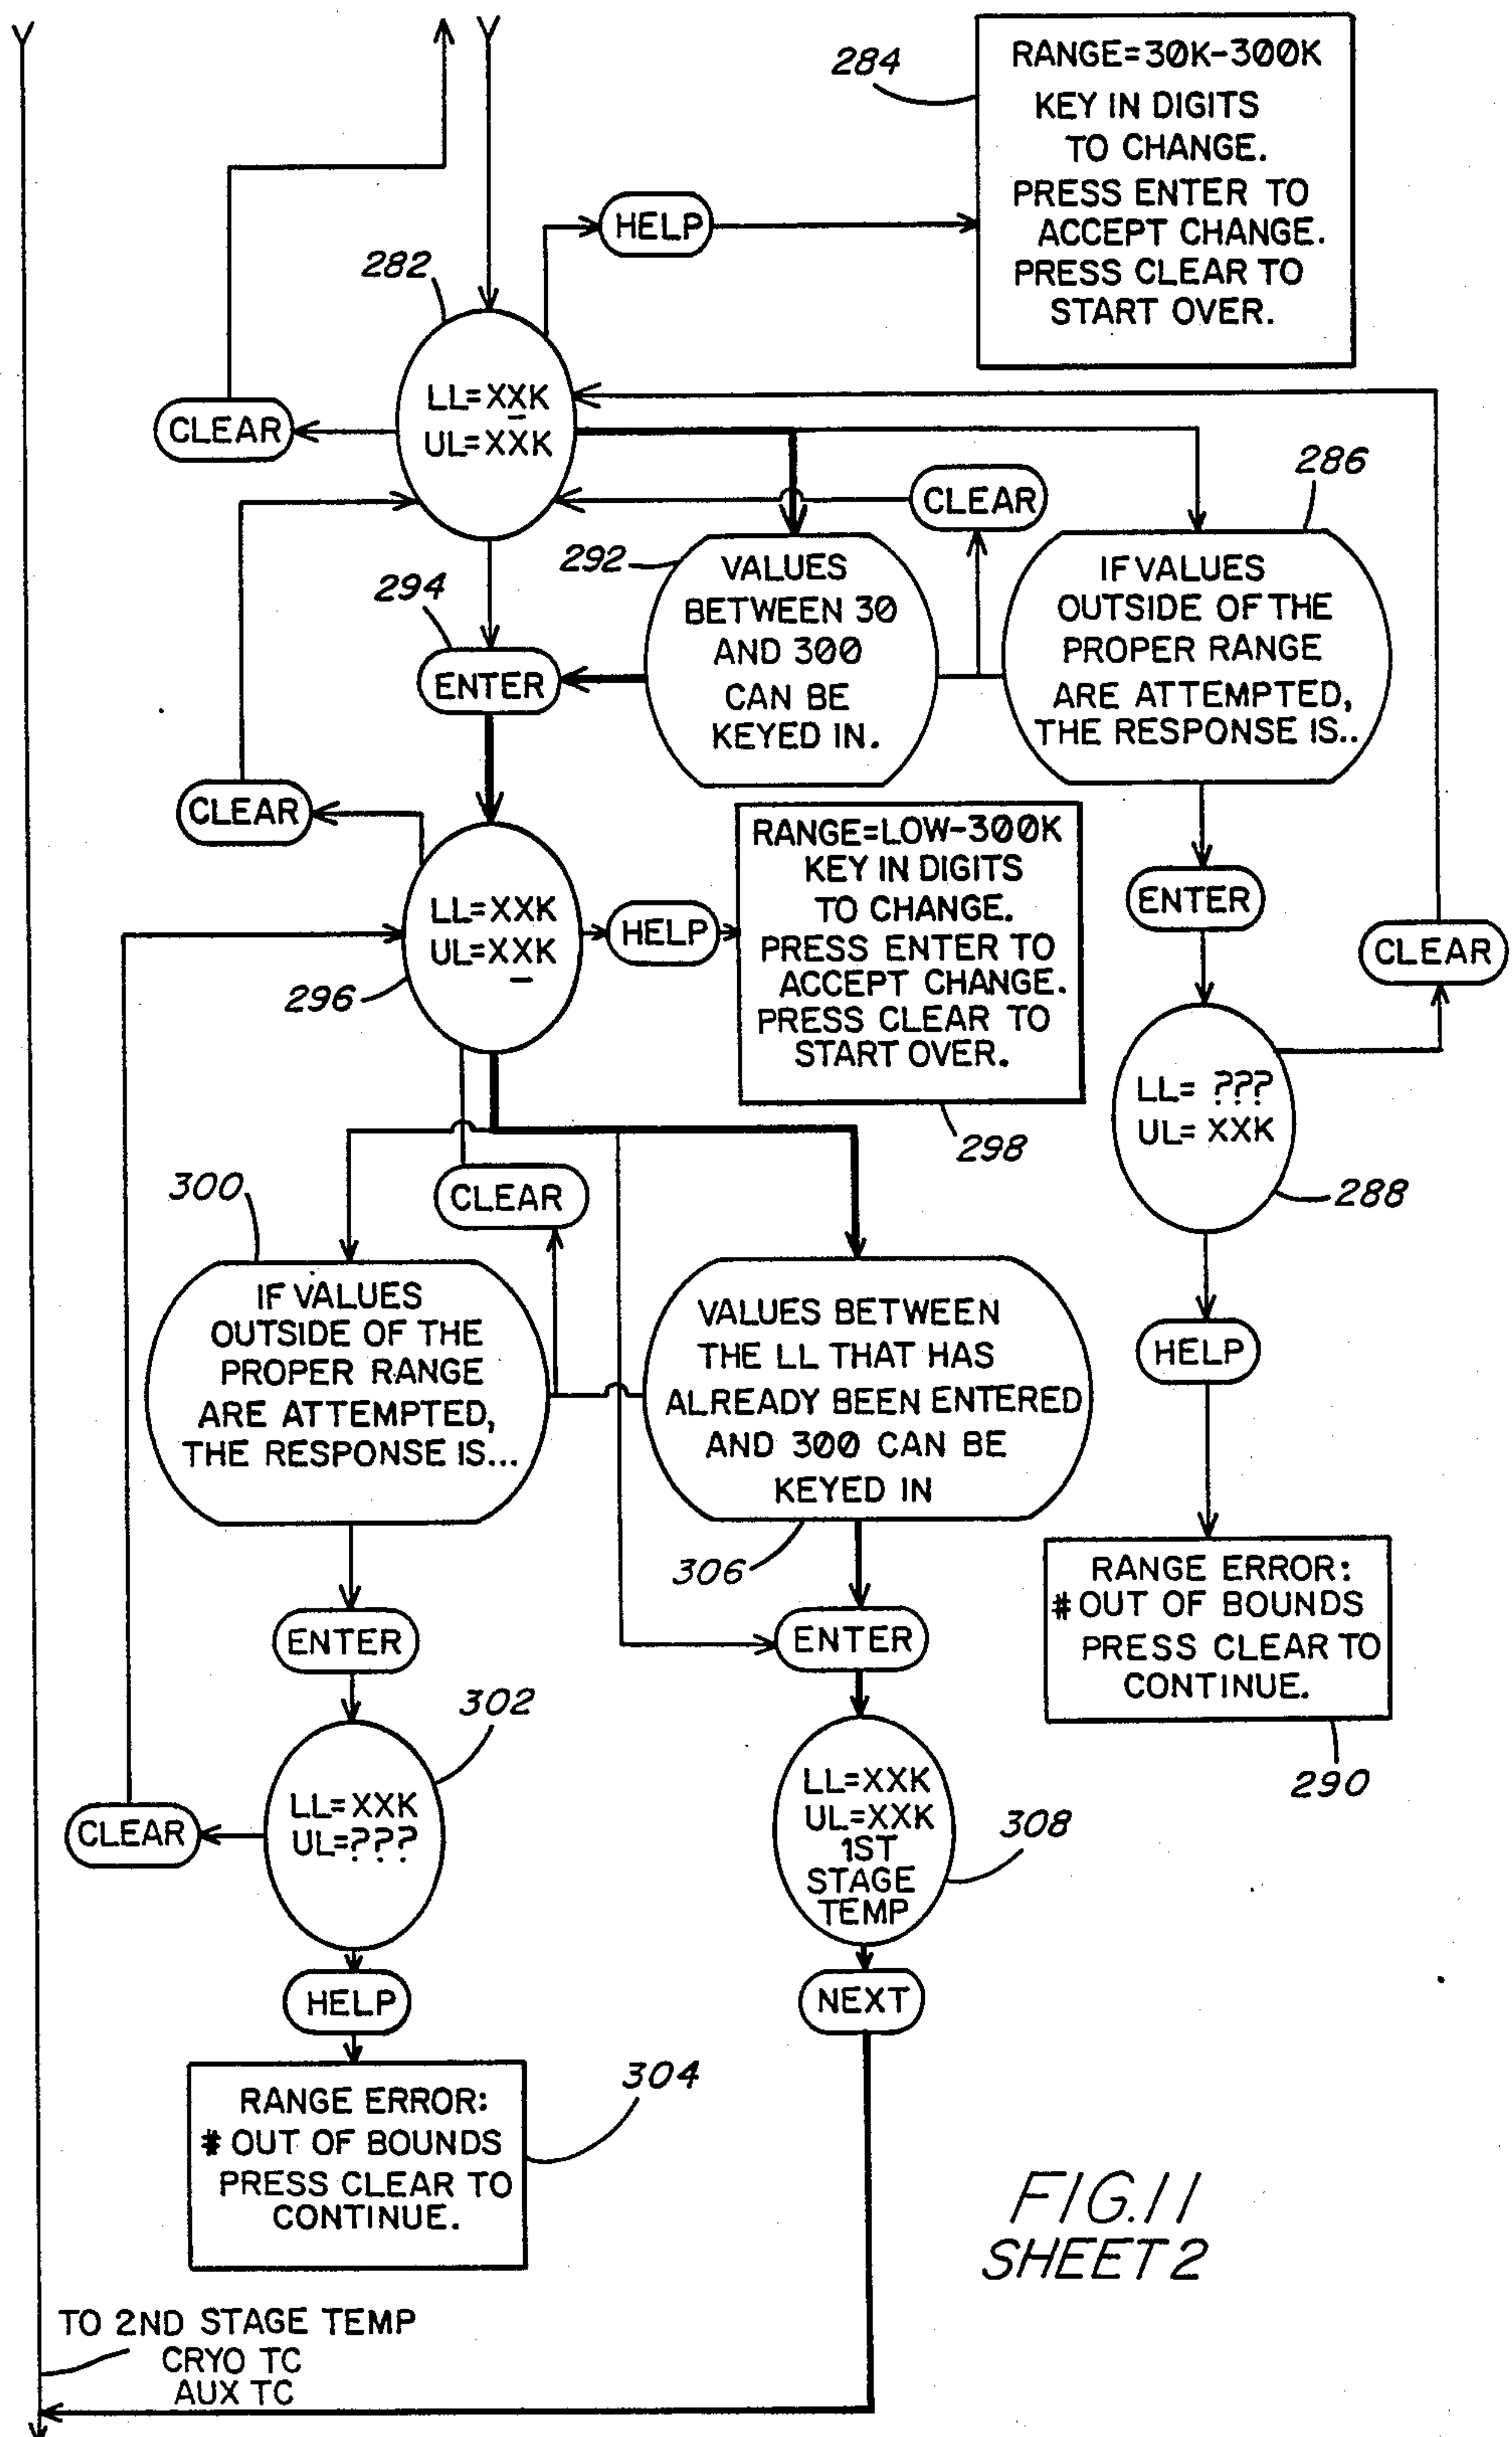 284
RANGE=30K-300K
KEY IN DIGITS
TO CHANGE.
PRESS ENTER TO
ACCEPT CHANGE.
PRESS CLEAR TO
START OVER.
HELP
282
LL=XXK
UL=XXK
CLEAR
CLEAR
286
292
VALUES
BETWEEN 30
AND 300
CAN BE
KEYED IN.
IF VALUES
OUTSIDE OF THE
PROPER RANGE
ARE ATTEMPTED,
THE RESPONSE IS..
294
ENTER
CLEAR
RANGE=LOW-300K
KEY IN DIGITS
TO CHANGE.
PRESS ENTER TO
ACCEPT CHANGE.
PRESS CLEAR TO
START OVER.
298
LL=XXK
UL=XXK
296
HELP
ENTER
CLEAR
LL= ???
UL= XXK
288
300
CLEAR
IF VALUES
OUTSIDE OF THE
PROPER RANGE
ARE ATTEMPTED,
THE RESPONSE IS...
VALUES BETWEEN
THE LL THAT HAS
ALREADY BEEN ENTERED
AND 300 CAN BE
KEYED IN
306
HELP
RANGE ERROR:
# OUT OF BOUNDS
PRESS CLEAR TO
CONTINUE.
290
ENTER
ENTER
302
LL=XXK
UL=???
CLEAR
LL=XXK
UL=XXK
1ST
STAGE
TEMP
308
HELP
NEXT
RANGE ERROR:
# OUT OF BOUNDS
PRESS CLEAR TO
CONTINUE.
304
FIG.11
SHEET 2
TO 2ND STAGE TEMP
CRYO TC
AUX TC